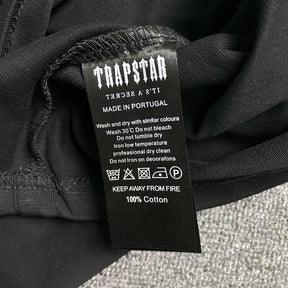 TRAPSTAR
IT'S A SECRET
MADE IN PORTUGAL
Wash and dry with similar colours
Wash 30°C Do not bleach
Do not tumble dry
Iron low temperature
professional dry clean
Do not Iron on decorafons
KEEP AWAY FROM FIRE
100% Cotton